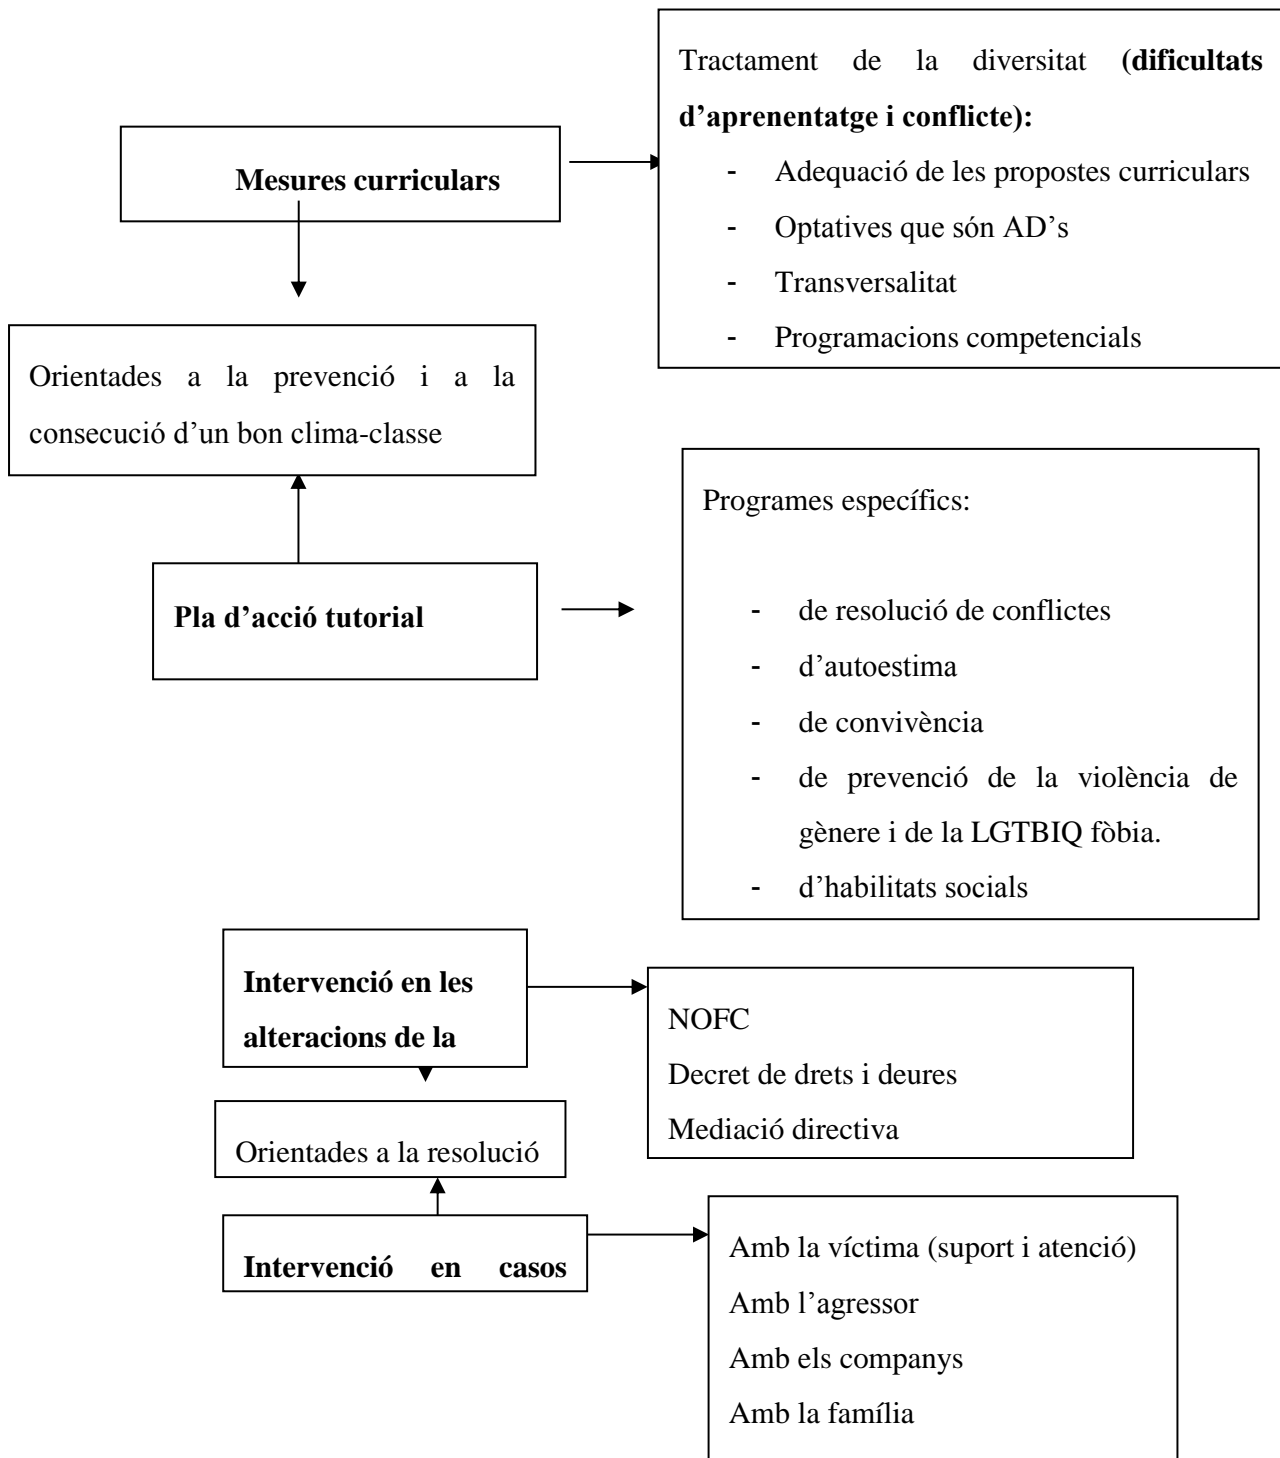 Tractament de la diversitat (dificultats
d’aprenentatge i conflicte):
- Adequació de les propostes curriculars
- Optatives que són AD’s
- Transversalitat
- Programacions competencials
Mesures curriculars
Orientades a la prevenció i a la
consecució d’un bon clima-classe
Programes específics:
- de resolució de conflictes
- d’autoestima
- de convivència
- de prevenció de la violència de
gènere i de la LGTBIQ fòbia.
- d’habilitats socials
Pla d’acció tutorial
Intervenció en les
alteracions de la
NOFC
Decret de drets i deures
Mediació directiva
Orientades a la resolució
Intervenció en casos
Amb la víctima (suport i atenció)
Amb l’agressor
Amb els companys
Amb la família